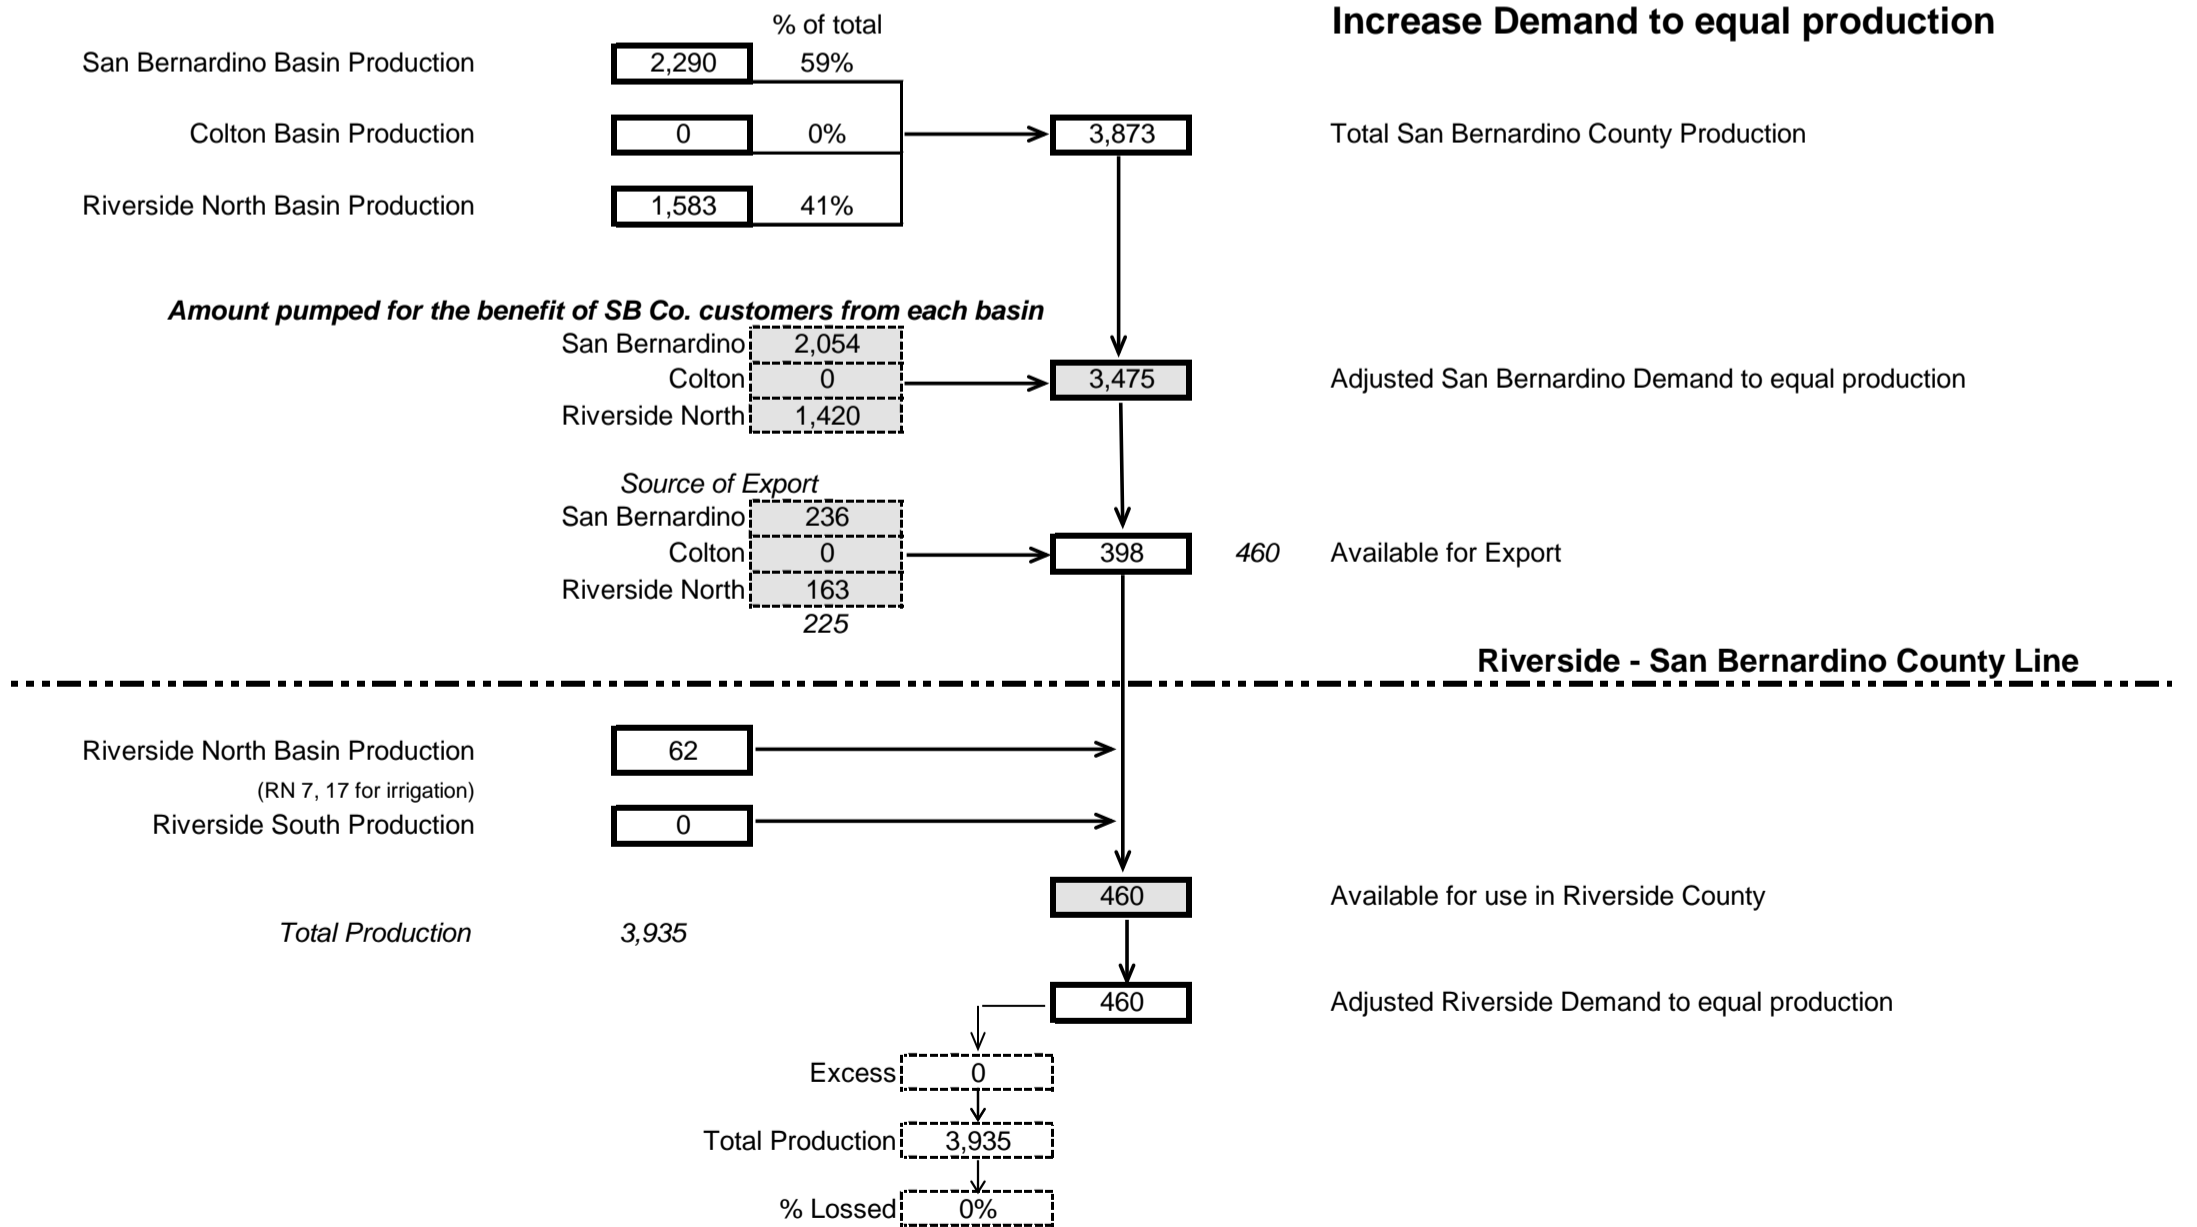 % of total
Increase Demand to equal production
San Bernardino Basin Production 2,290 59%
Colton Basin Production 0 0% 3,873 Total San Bernardino County Production
Riverside North Basin Production 1,583 41%
Amount pumped for the benefit of SB Co. customers from each basin
San Bernardino 2,054
Colton 0 3,475 Adjusted San Bernardino Demand to equal production
Riverside North 1,420
Source of Export
San Bernardino 236
Colton 0 398 460 Available for Export
Riverside North 163
225
Riverside - San Bernardino County Line
Riverside North Basin Production 62
(RN 7, 17 for irrigation)
Riverside South Production 0
460 Available for use in Riverside County
Total Production 3,935
460 Adjusted Riverside Demand to equal production
Excess 0
Total Production 3,935
% Lossed 0%